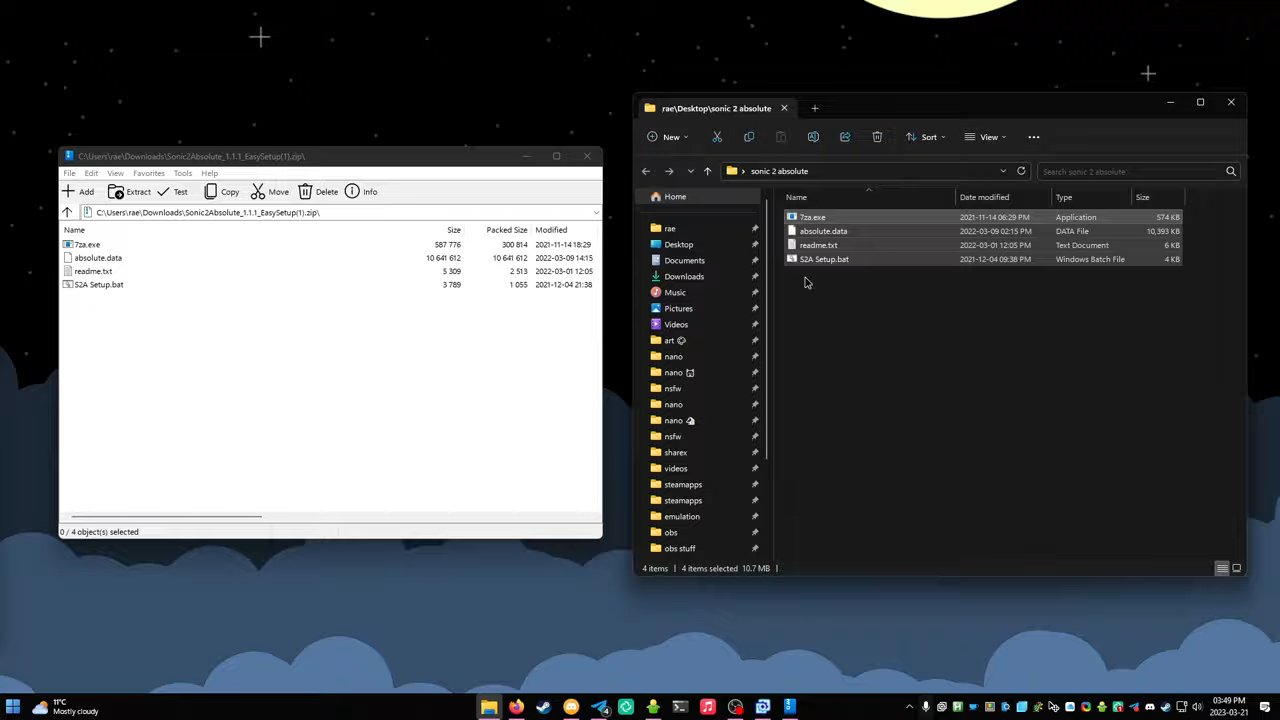 C:\Users\rae\Downloads\Sonic2Absolute_1.1.1_EasySetup(1).zip\
File Edit View Favorites Tools Help
Add Extract Test Copy Move Delete Info
C:\Users\rae\Downloads\Sonic2Absolute_1.1.1_EasySetup(1).zip\
Name Size Packed Size Modified
7za.exe 587 776 300 814 2021-11-14 18:29
absolute.data 10 641 612 10 641 612 2022-03-09 14:15
readme.txt 5 309 2 513 2022-03-01 12:05
S2A Setup.bat 3 789 1 055 2021-12-04 21:38
0 / 4 object(s) selected
rae\Desktop\sonic 2 absolute
New Sort View
sonic 2 absolute Search sonic 2 absolute
Home
rae
Desktop
Documents
Downloads
Music
Pictures
Videos
art
nano
nano
nsfw
nano
nano
nsfw
sharex
videos
steamapps
steamapps
emulation
obs
obs stuff
Name Date modified Type Size
7za.exe 2021-11-14 06:29 PM Application 574 KB
absolute.data 2022-03-09 02:15 PM DATA File 10,393 KB
readme.txt 2022-03-01 12:05 PM Text Document 6 KB
S2A Setup.bat 2021-12-04 09:38 PM Windows Batch File 4 KB
4 items 4 items selected 10.7 MB
11°C
Mostly cloudy
4
03:49 PM
2023-03-21